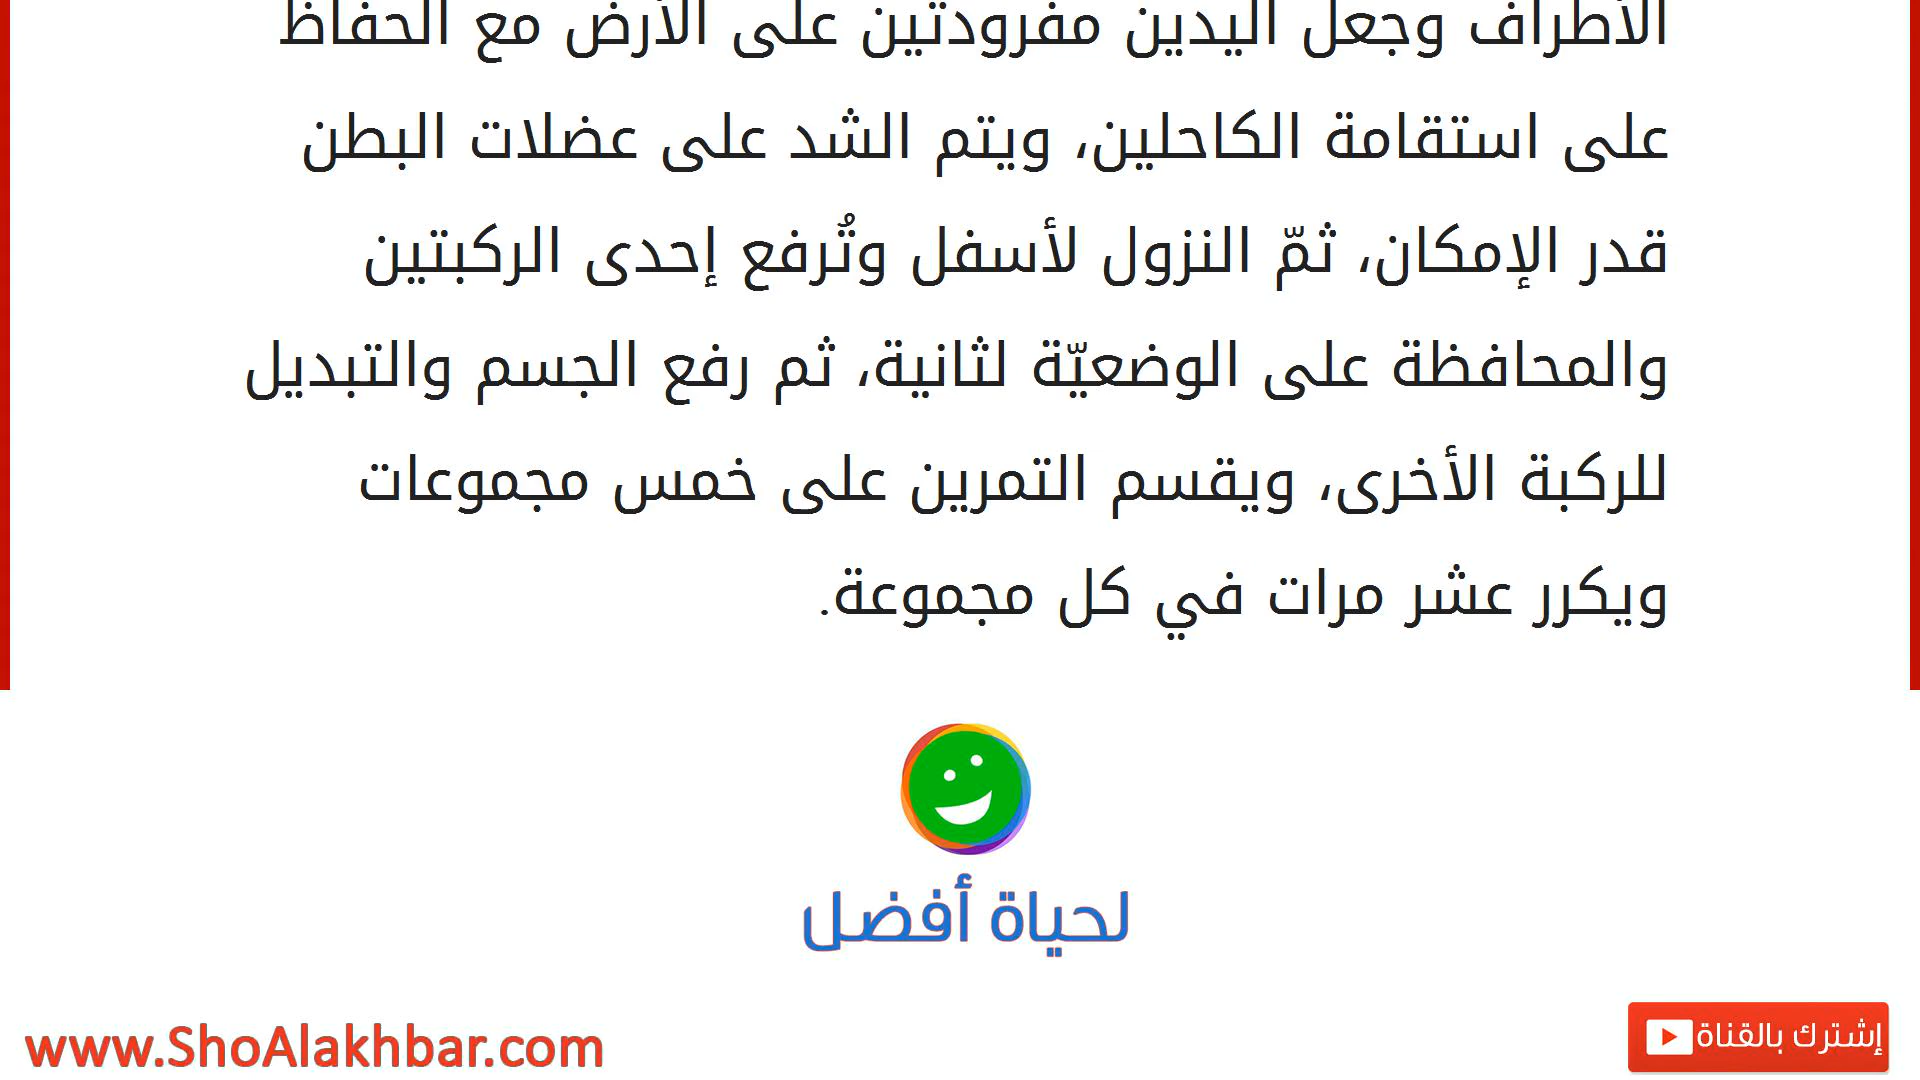 الأطراف وجعل اليدين مفرودتين على الأرض مع الحفاظ
على استقامة الكاحلين، ويتم الشد على عضلات البطن
قدر الإمكان، ثمّ النزول لأسفل وتُرفع إحدى الركبتين
والمحافظة على الوضعيّة لثانية، ثم رفع الجسم والتبديل
للركبة الأخرى، ويقسم التمرين على خمس مجموعات
ويكرر عشر مرات في كل مجموعة.
لحياة أفضل
www.ShoAlakhbar.com
إشترك بالقناة